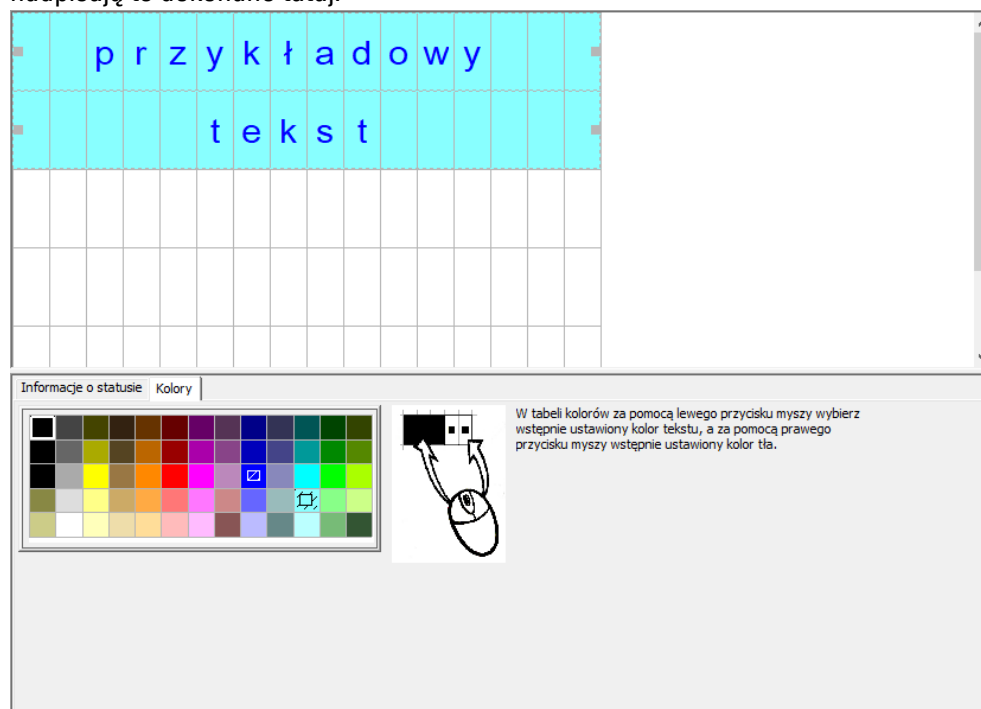 przykładowy
tekst
Informacje o statusie Kolory
W tabeli kolorów za pomocą lewego przycisku myszy wybierz
wstępnie ustawiony kolor tekstu, a za pomocą prawego
przycisku myszy wstępnie ustawiony kolor tła.